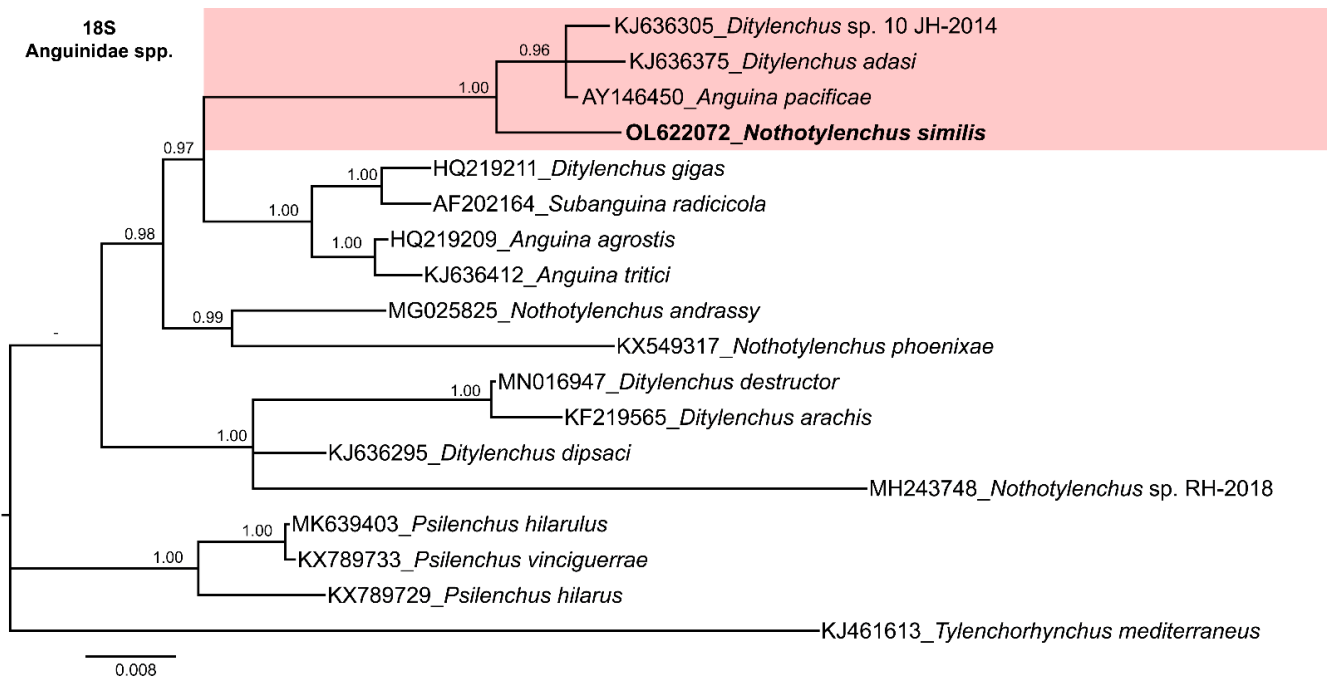 18S
Anguinidae spp.
KJ636305_Ditylenchus sp. 10 JH-2014
0.96
KJ636375_Ditylenchus adasi
1.00
AY146450_Anguina pacificae
OL622072_Nothotylenchus similis
0.97
HQ219211_Ditylenchus gigas
1.00
AF202164_Subanguina radicicola
1.00
HQ219209_Anguina agrostis
0.98
1.00
KJ636412_Anguina tritici
MG025825_Nothotylenchus andrassy
0.99
-
KX549317_Nothotylenchus phoenixae
MN016947_Ditylenchus destructor
1.00
KF219565_Ditylenchus arachis
1.00
KJ636295_Ditylenchus dipsaci
MH243748_Nothotylenchus sp. RH-2018
MK639403_Psilenchus hilarulus
1.00
KX789733_Psilenchus vinciguerrae
1.00
KX789729_Psilenchus hilarus
KJ461613_Tylenchorhynchus mediterraneus
0.008